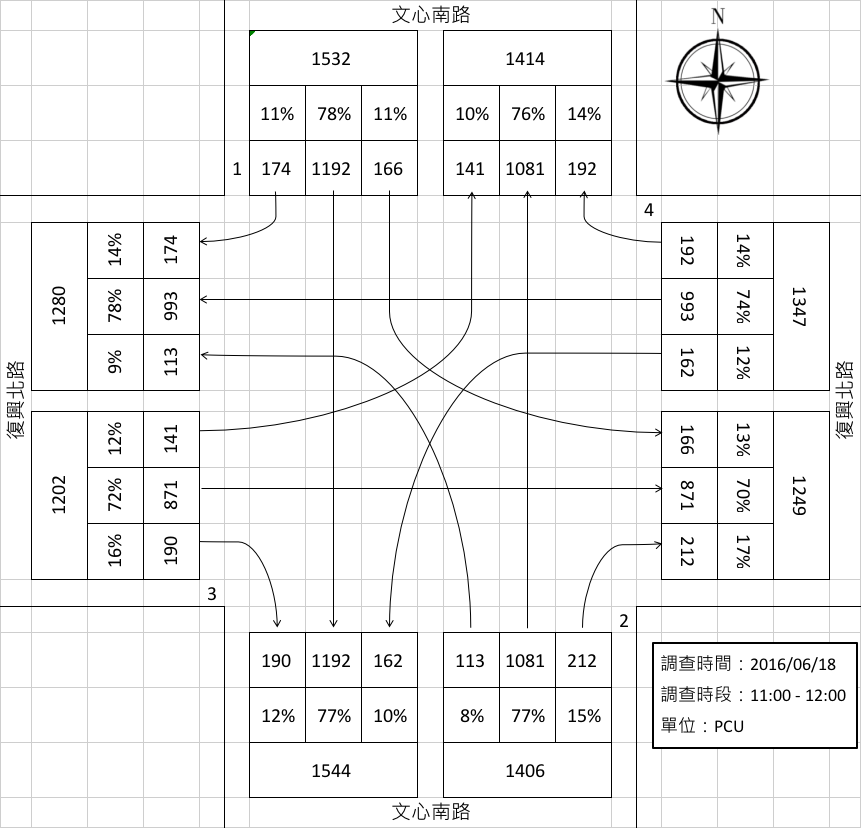 文心南路
N
1532
1414
11% 78% 11%
10% 76% 14%
1
174 1192 166
141 1081 192
4
1280
14% 174
78% 993
9% 113
192 14%
993 74%
162 12%
1347
復興北路
復興北路
1202
12% 141
72% 871
16% 190
166 13%
871 70%
212 17%
1249
3
2
190 1192 162
113 1081 212
12% 77% 10%
8% 77% 15%
1544
1406
文心南路
調查時間：2016/06/18
調查時段：11:00 - 12:00
單位：PCU